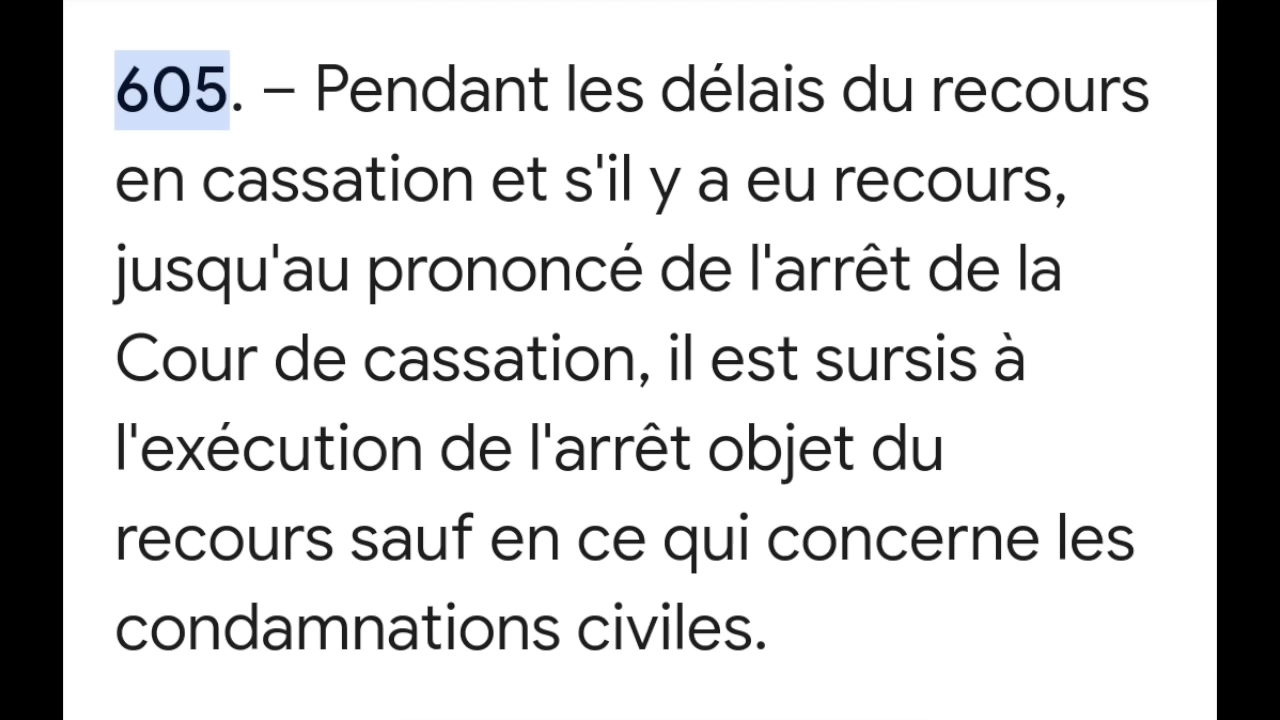 605. – Pendant les délais du recours
en cassation et s'il y a eu recours,
jusqu'au prononcé de l'arrêt de la
Cour de cassation, il est sursis à
l'exécution de l'arrêt objet du
recours sauf en ce qui concerne les
condamnations civiles.